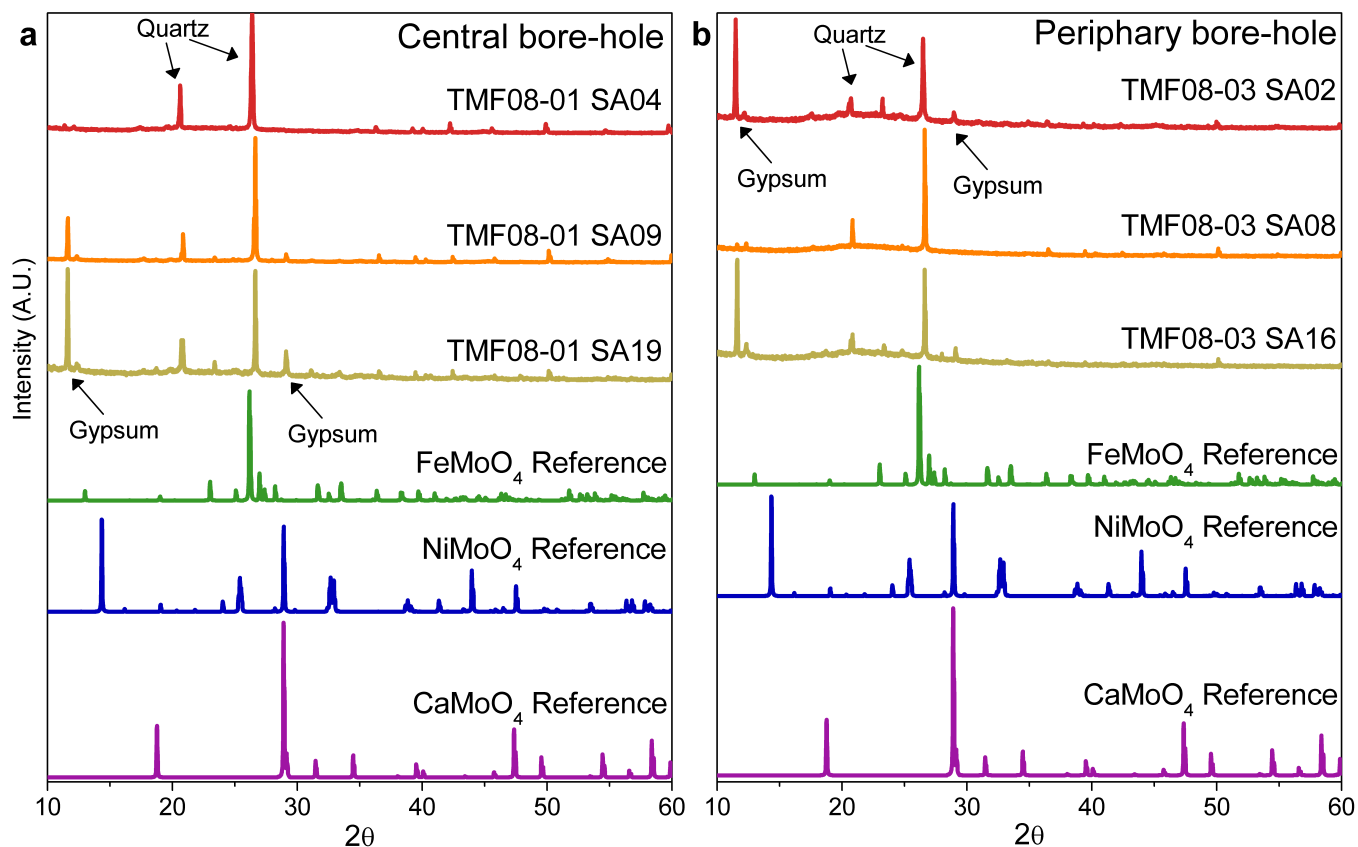 a
Quartz
Central bore-hole
TMF08-01 SA04
TMF08-01 SA09
TMF08-01 SA19
Gypsum
Gypsum
FeMoO4 Reference
NiMoO4 Reference
CaMoO4 Reference
Intensity (A.U.)
10 20 30 40 50 60
2θ
b
Quartz
Periphary bore-hole
TMF08-03 SA02
Gypsum
Gypsum
TMF08-03 SA08
TMF08-03 SA16
FeMoO4 Reference
NiMoO4 Reference
CaMoO4 Reference
10 20 30 40 50 60
2θ